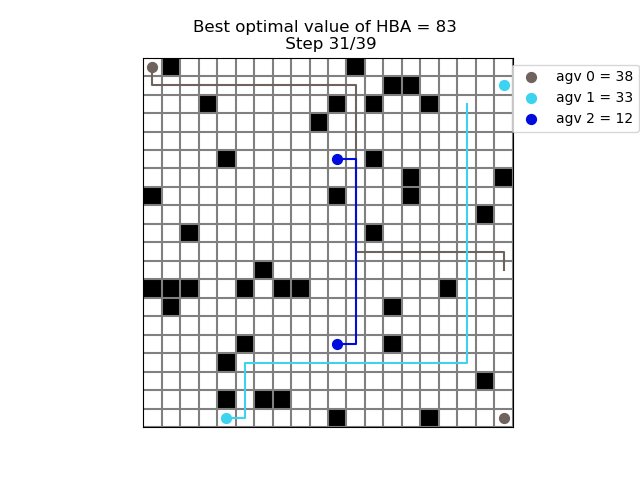 Best optimal value of HBA = 83
Step 31/39
agv 0 = 38
agv 1 = 33
agv 2 = 12